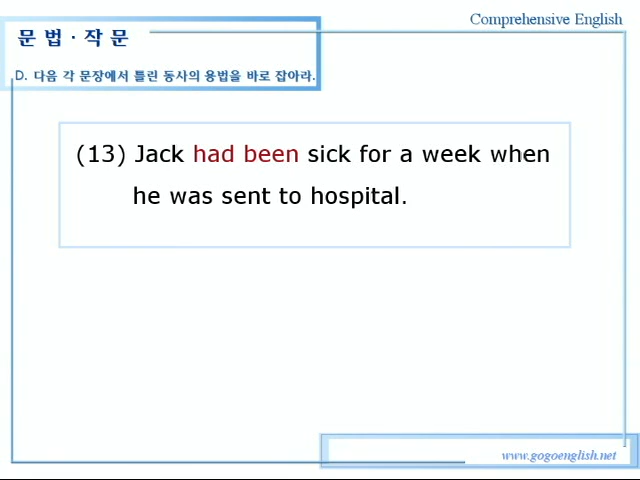 Comprehensive English
문 법 · 작 문
D. 다음 각 문장에서 틀린 동사의 용법을 바로 잡아라.
(13) Jack had been sick for a week when
he was sent to hospital.
www.gogoenglish.net